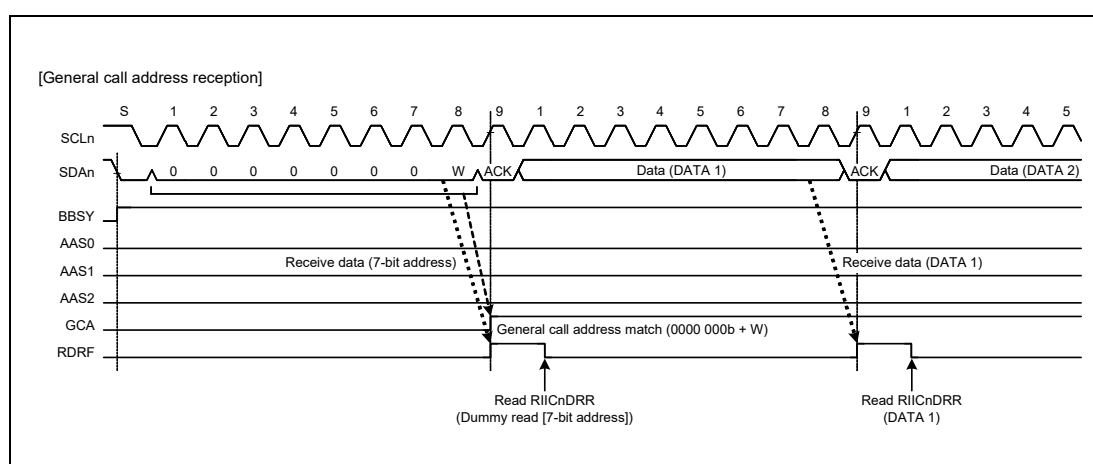 [General call address reception]
S 1 2 3 4 5 6 7 8 9 1 2 3 4 5 6 7 8 9 1 2 3 4 5
SCLn
SDAn 0 0 0 0 0 0 0 W ACK Data (DATA 1) ACK Data (DATA 2)
BBSY
AAS0
Receive data (7-bit address) Receive data (DATA 1)
AAS1
AAS2
GCA
General call address match (0000 000b + W)
RDRF
Read RIICnDRR Read RIICnDRR
(Dummy read [7-bit address]) (DATA 1)